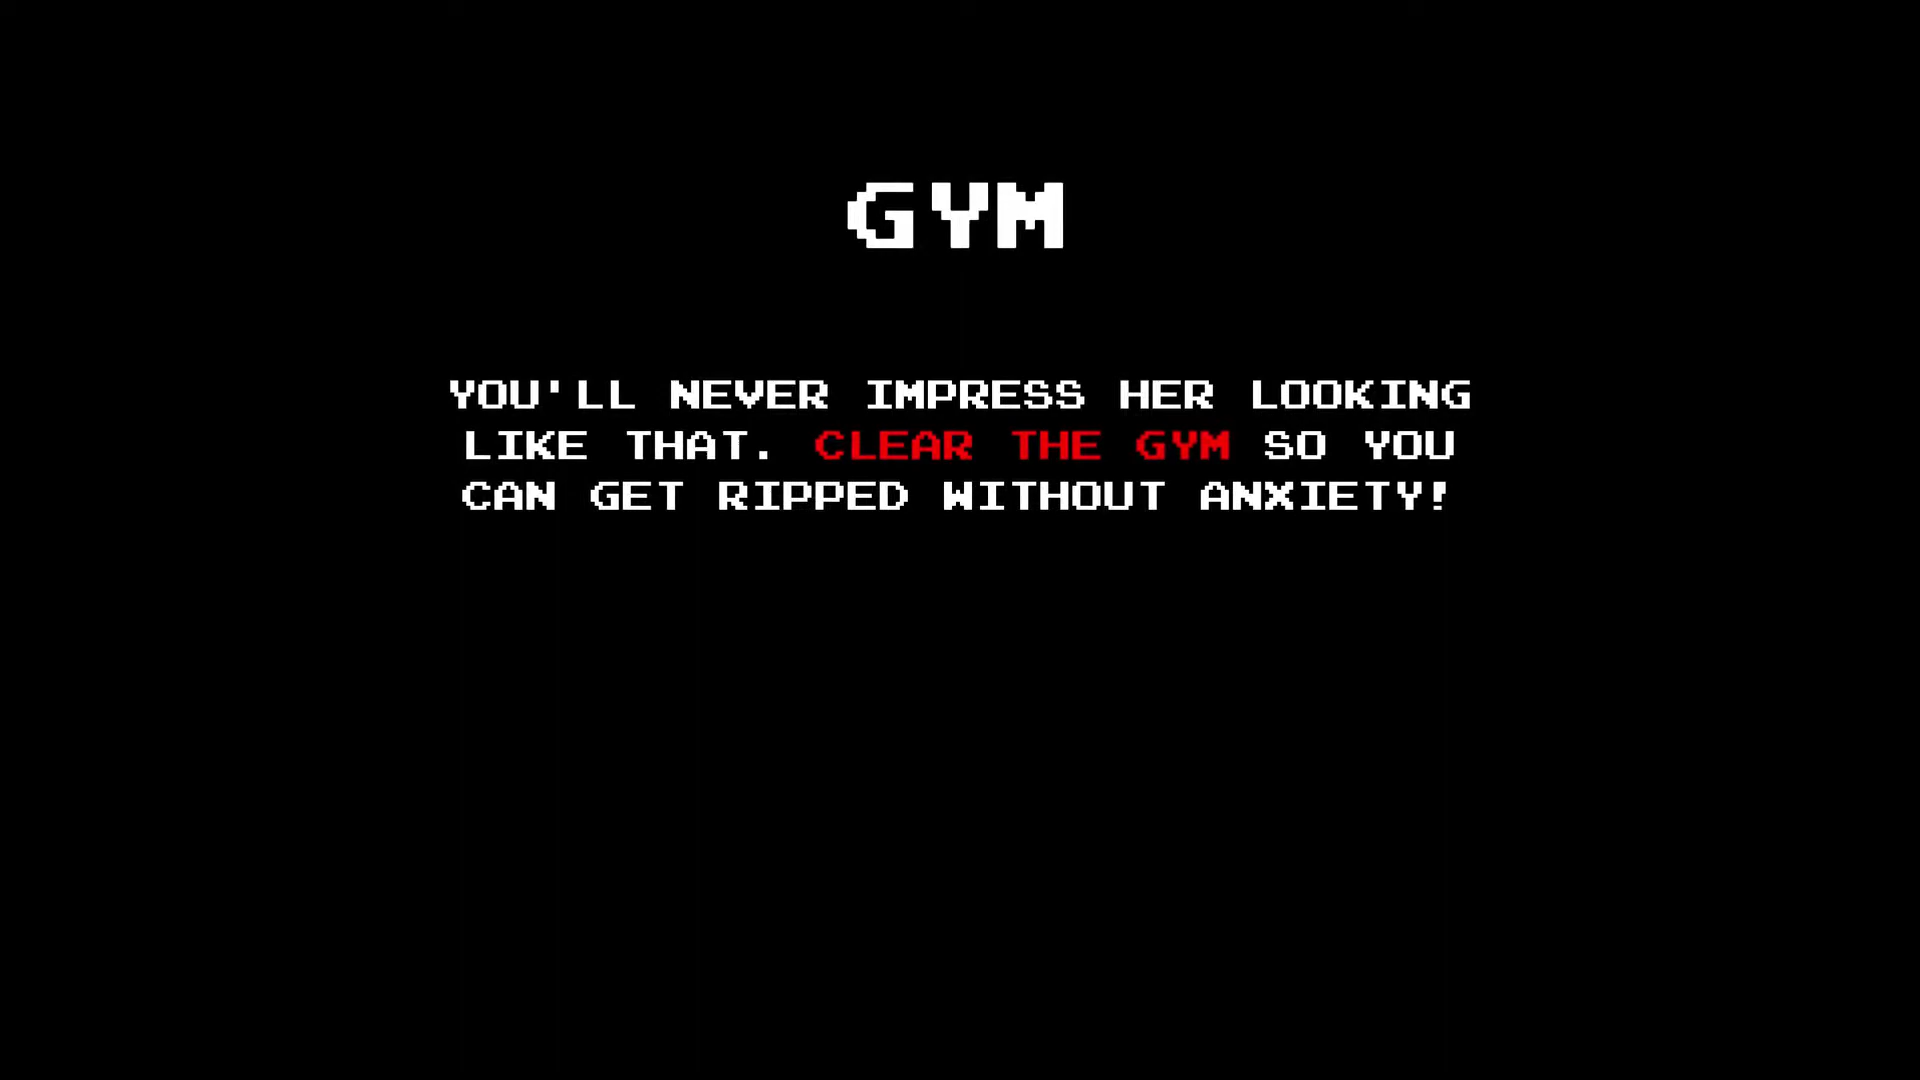 GYM
YOU'LL NEVER IMPRESS HER LOOKING
LIKE THAT. CLEAR THE GYM SO YOU
CAN GET RIPPED WITHOUT ANXIETY!